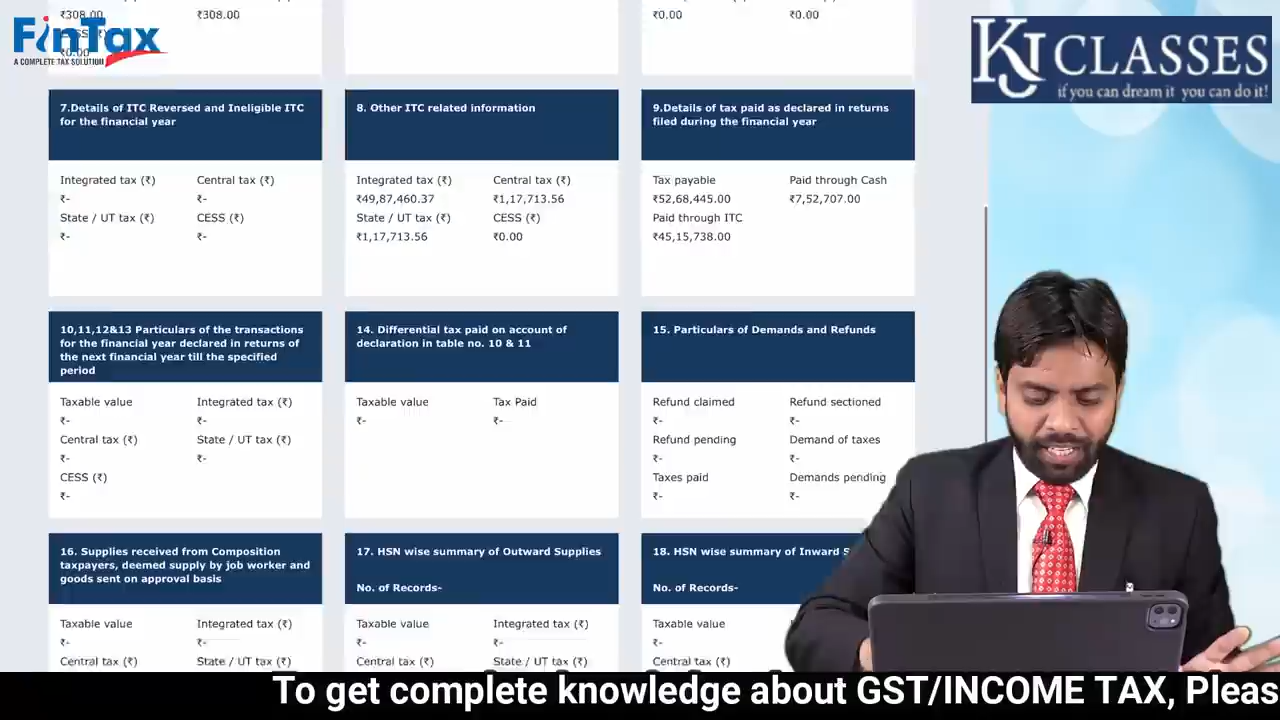 ₹308.00
₹308.00
₹0.00
₹0.00
FinTax
A COMPLETE TAX SOLUTION
₹0.00
KJ CLASSES
if you can dream it you can do it!
7.Details of ITC Reversed and Ineligible ITC
for the financial year
Integrated tax (₹)
Central tax (₹)
₹-
₹-
State / UT tax (₹)
CESS (₹)
₹-
₹-
8. Other ITC related information
Integrated tax (₹)
Central tax (₹)
₹49,87,460.37
₹1,17,713.56
State / UT tax (₹)
CESS (₹)
₹1,17,713.56
₹0.00
9.Details of tax paid as declared in returns
filed during the financial year
Tax payable
Paid through Cash
₹52,68,445.00
₹7,52,707.00
Paid through ITC
₹45,15,738.00
10,11,12&13 Particulars of the transactions
for the financial year declared in returns of
the next financial year till the specified
period
Taxable value
Integrated tax (₹)
₹-
₹-
Central tax (₹)
State / UT tax (₹)
₹-
₹-
CESS (₹)
₹-
14. Differential tax paid on account of
declaration in table no. 10 & 11
Taxable value
Tax Paid
₹-
₹-
15. Particulars of Demands and Refunds
Refund claimed
Refund sectioned
₹-
₹-
Refund pending
Demand of taxes
₹-
₹-
Taxes paid
Demands pending
₹-
₹-
16. Supplies received from Composition
taxpayers, deemed supply by job worker and
goods sent on approval basis
Taxable value
Integrated tax (₹)
₹-
₹-
Central tax (₹)
State / UT tax (₹)
17. HSN wise summary of Outward Supplies
No. of Records-
Taxable value
Integrated tax (₹)
₹-
₹-
Central tax (₹)
State / UT tax (₹)
18. HSN wise summary of Inward S
No. of Records-
Taxable value
₹-
Central tax (₹)
To get complete knowledge about GST/INCOME TAX, Pleas